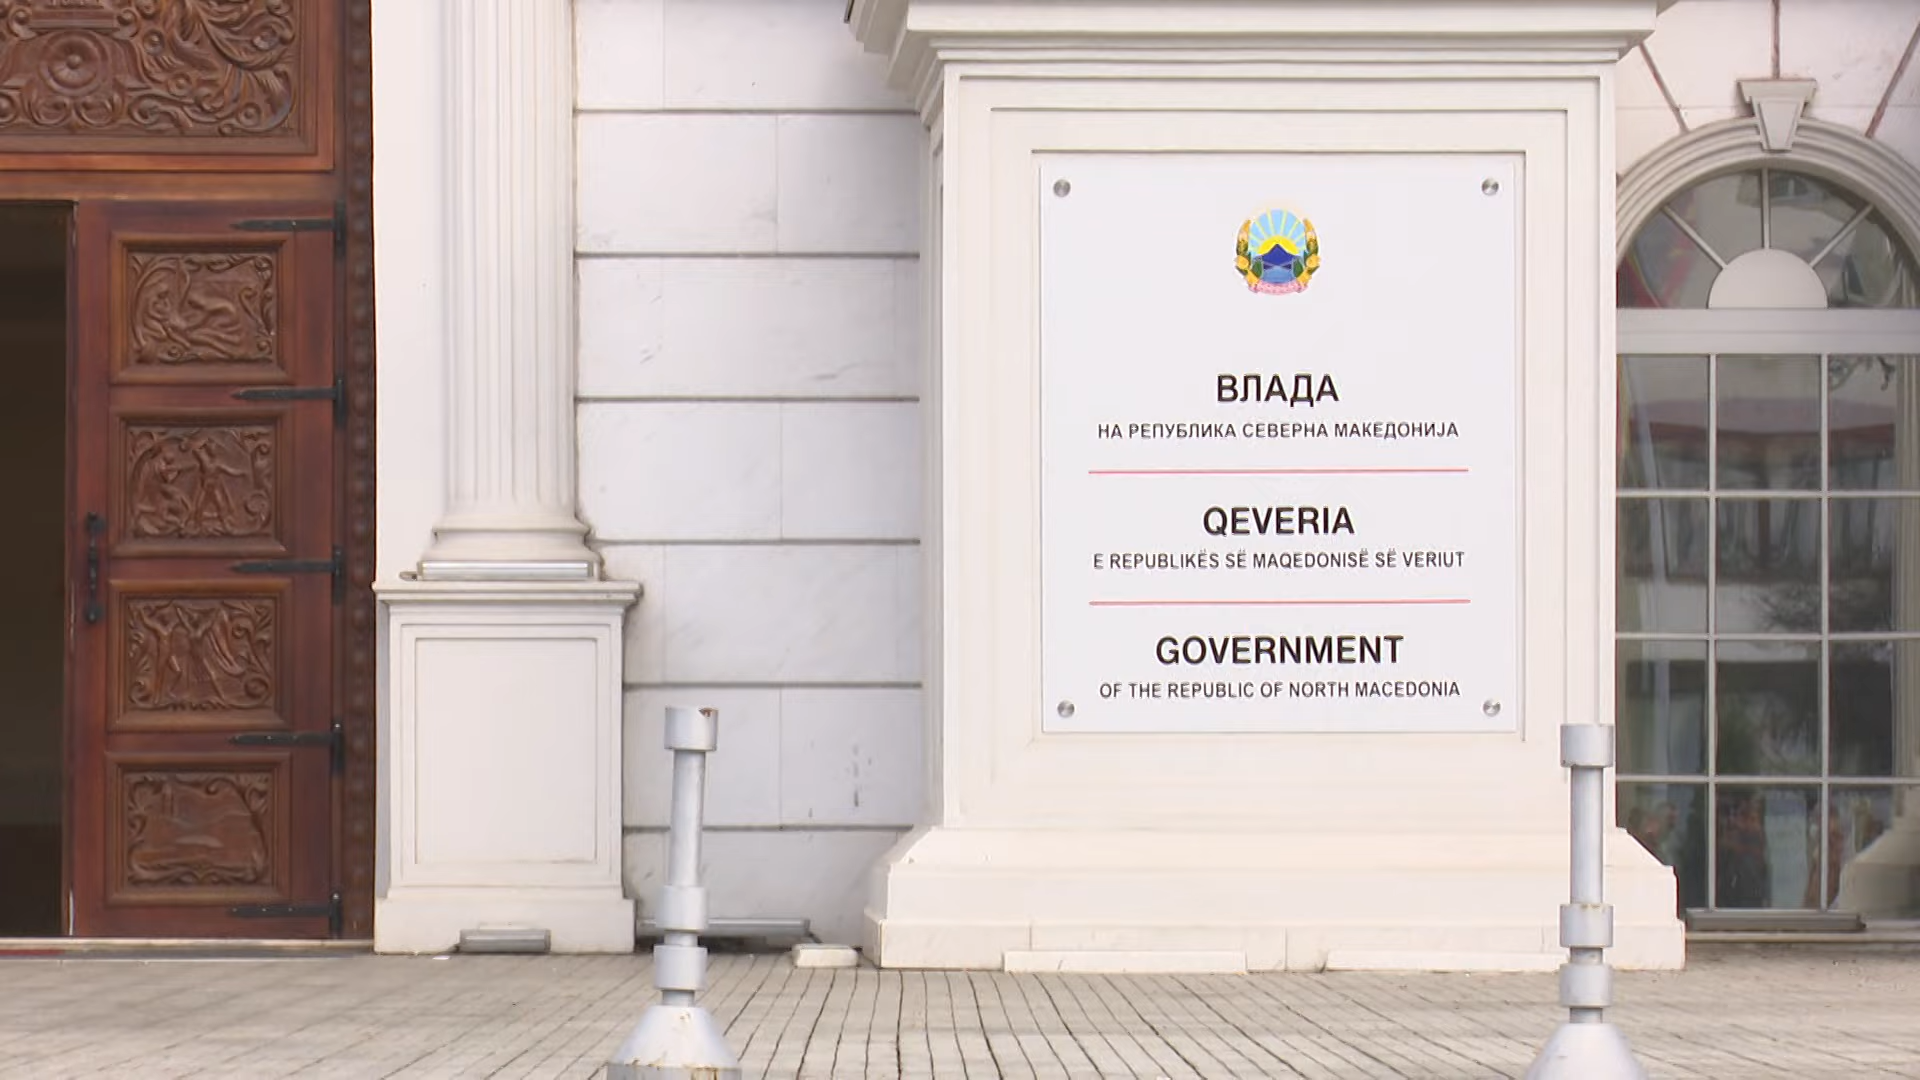 ВЛАДА
НА РЕПУБЛИКА СЕВЕРНА МАКЕДОНИЈА
QEVERIA
E REPUBLIKËS SË MAQEDONISË SË VERIUT
GOVERNMENT
OF THE REPUBLIC OF NORTH MACEDONIA